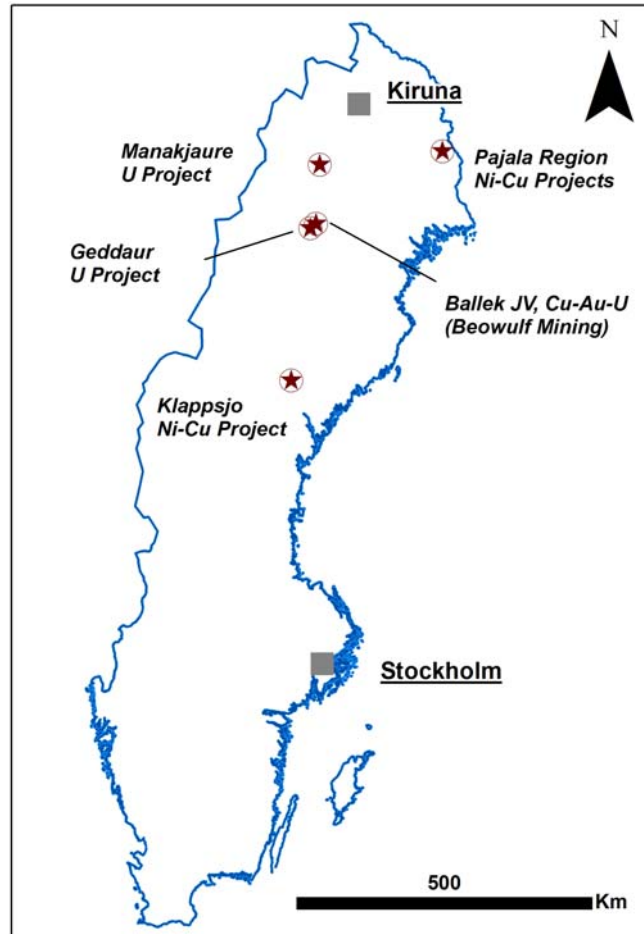 N
Kiruna
Manakjaure
U Project
Pajala Region
Ni-Cu Projects
Geddaur
U Project
Ballek JV, Cu-Au-U
(Beowulf Mining)
Klappsjo
Ni-Cu Project
Stockholm
500
Km